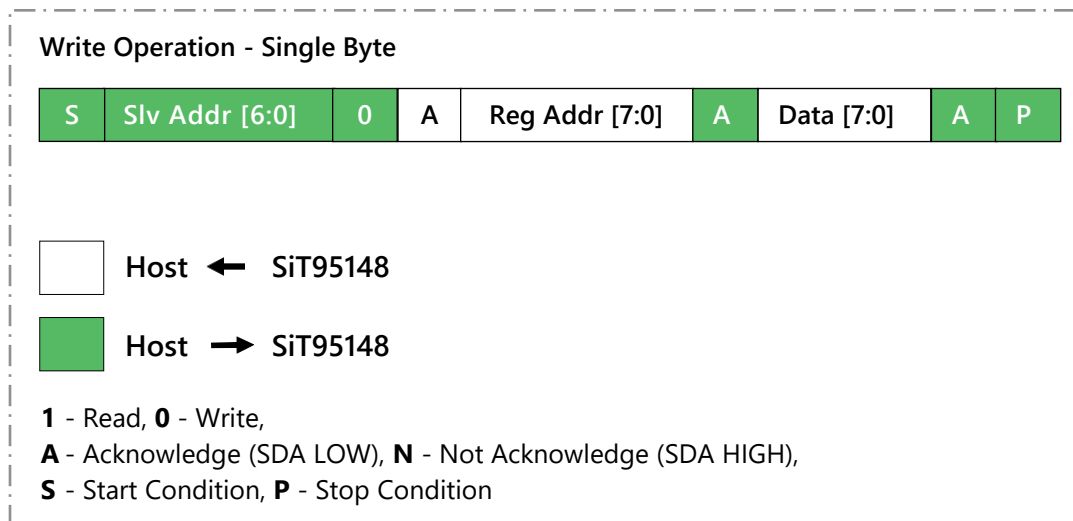 Write Operation - Single Byte
S Slv Addr [6:0] 0 A Reg Addr [7:0] A Data [7:0] A P
Host ← SiT95148
Host → SiT95148
1 - Read, 0 - Write,
A - Acknowledge (SDA LOW), N - Not Acknowledge (SDA HIGH),
S - Start Condition, P - Stop Condition